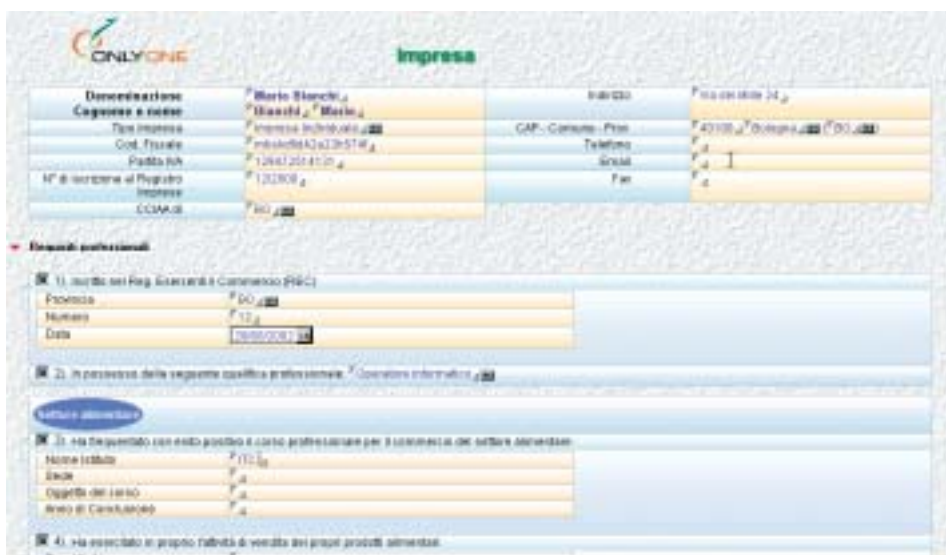 ONLYONE
Impresa
Denominazione Mario Bianchi
Cognome e nome Bianchi Mario
Indirizzo
Tipo Impresa Impresa Individuale
CAP - Comune - Prov. 40100 Bologna BO
Cod. Fiscale
Telefono
Partita IVA
Email
N° di iscrizione al Registro Imprese
Fax
CCIAA di BO
Requisiti professionali
1). Iscritto nel Reg. Esercenti il Commercio (REC)
Provincia BO
Numero 12
Data
2). In possesso della seguente qualifica professionale: Operatore informatico
Settore alimentare
3). Ha frequentato con esito positivo il corso professionale per il commercio del settore alimentare
Nome Istituto
Sede
Oggetto del corso
Anno di Conclusione
4). Ha esercitato in proprio l'attività di vendita dei propri prodotti alimentari